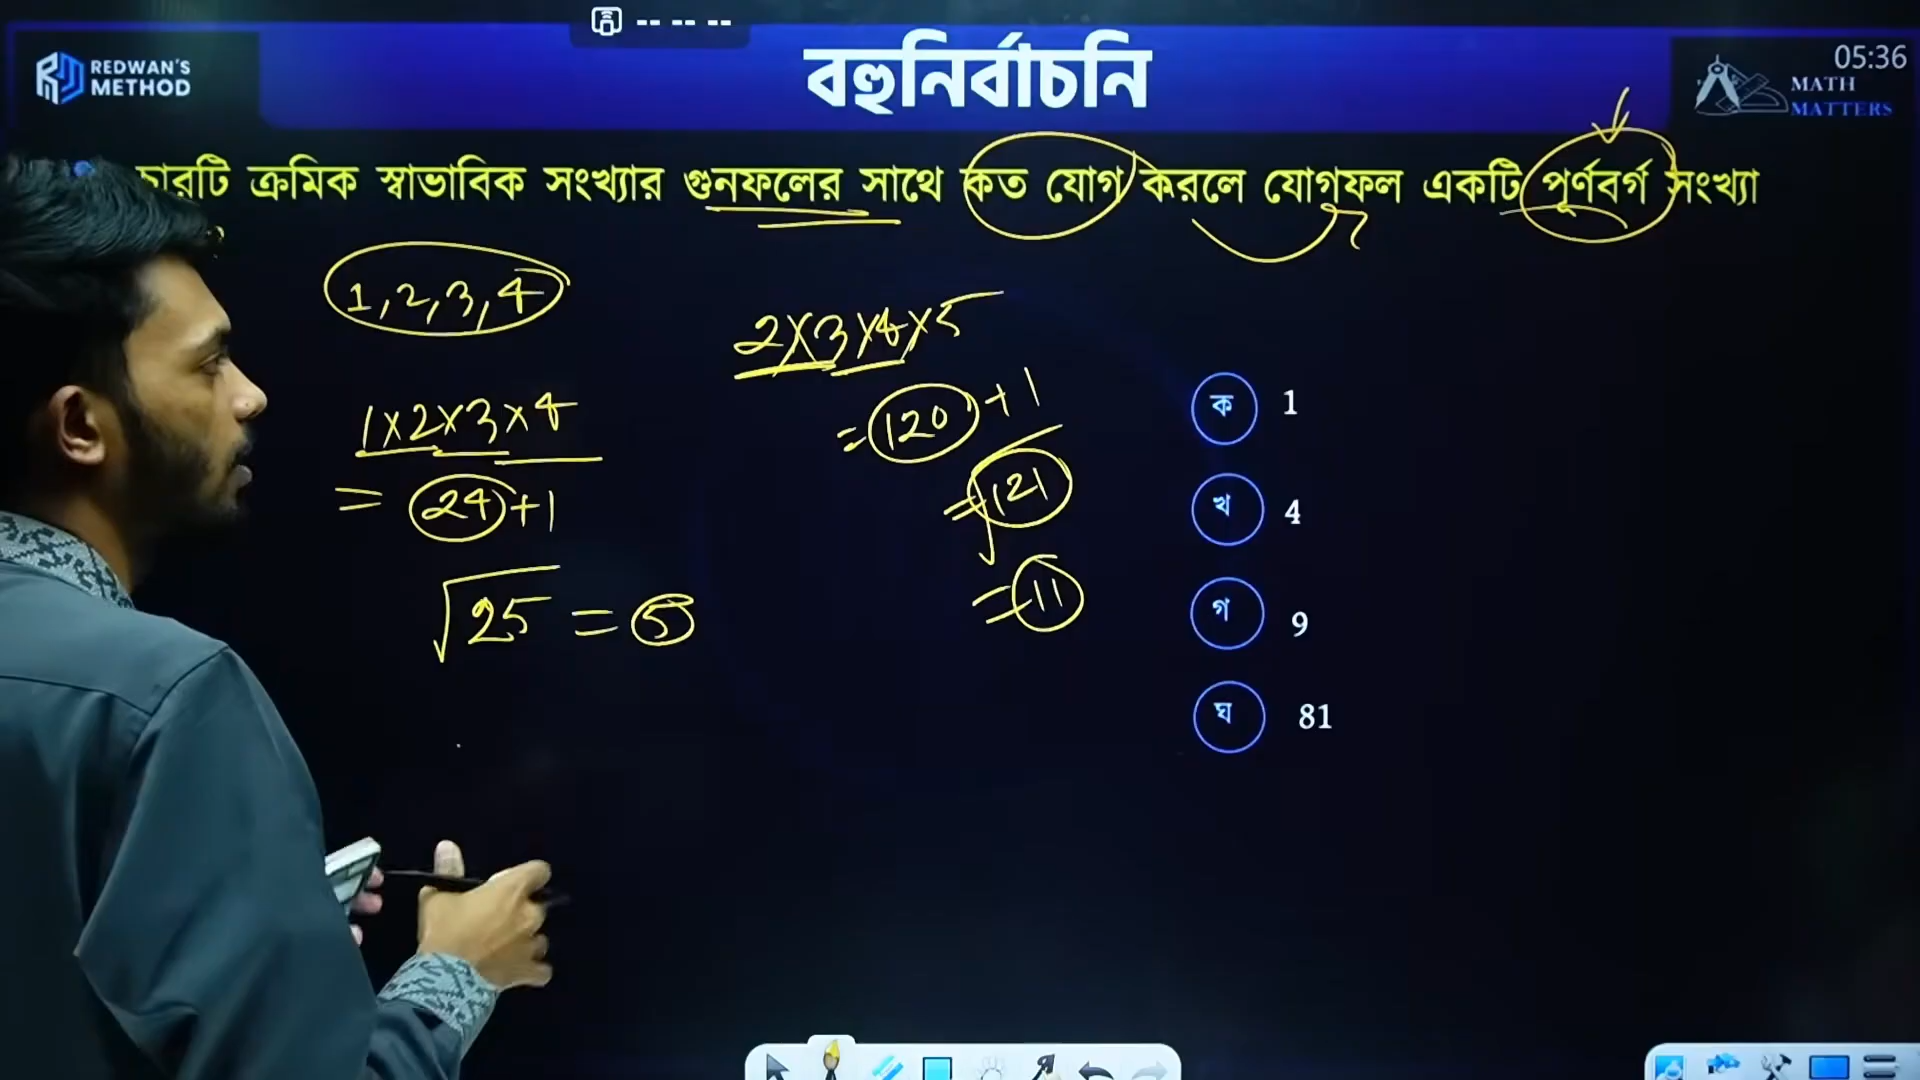 -- -- --
REDWAN'S
METHOD
বহুনির্বাচনি
05:36
MATH
MATTERS
চারটি ক্রমিক স্বাভাবিক সংখ্যার গুনফলের সাথে কত যোগ করলে যোগফল একটি পূর্ণবর্গ সংখ্যা
1, 2, 3, 4
1×2×3×4
= 24 +1
√25 = 5
2×3×4×5
= 120 + 1
= √121
= 11
ক 1
খ 4
গ 9
ঘ 81